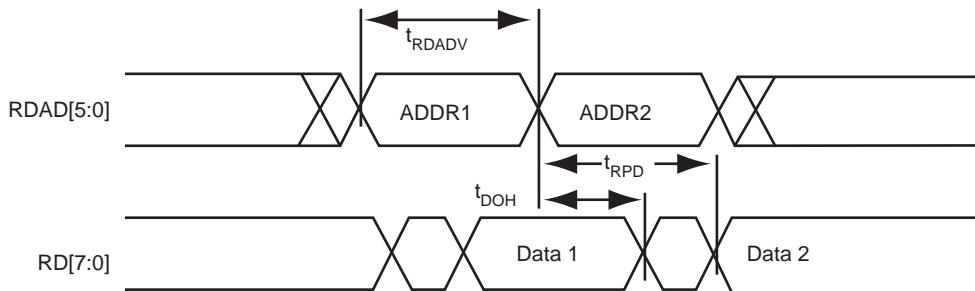 tRDADV
RDAD[5:0]
ADDR1
ADDR2
tRPD
tDOH
RD[7:0]
Data 1
Data 2